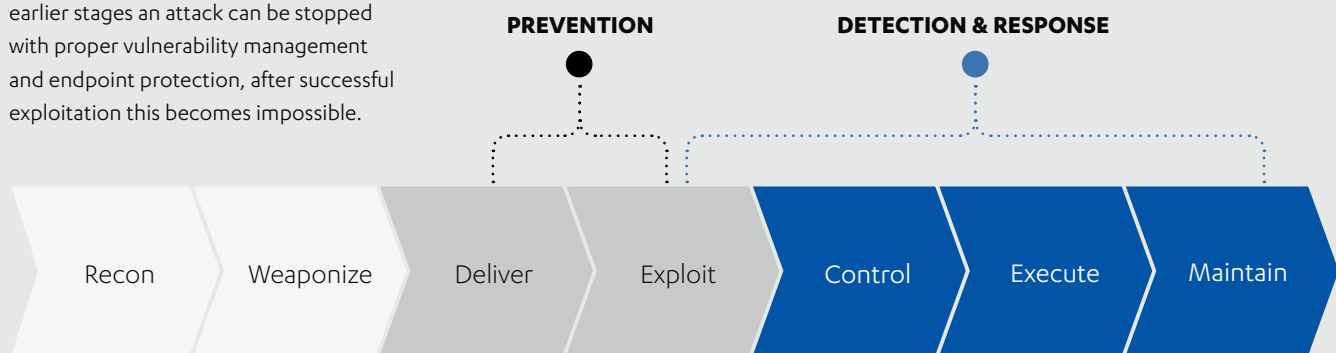 earlier stages an attack can be stopped
with proper vulnerability management
and endpoint protection, after successful
exploitation this becomes impossible.
PREVENTION
DETECTION & RESPONSE
Recon
Weaponize
Deliver
Exploit
Control
Execute
Maintain